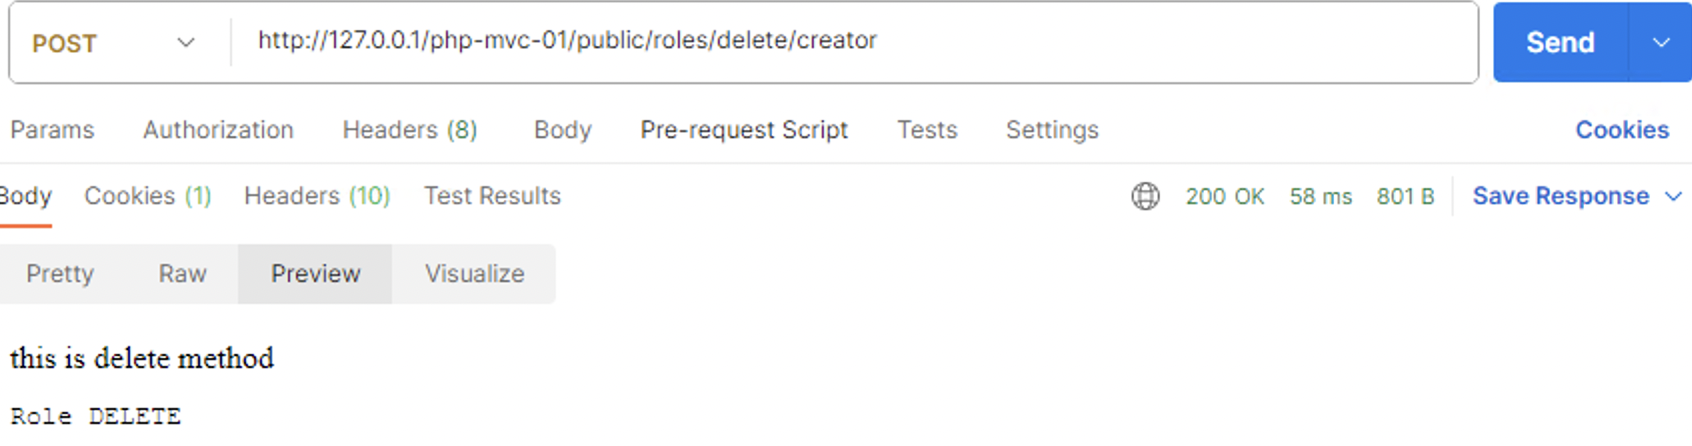 POST http://127.0.0.1/php-mvc-01/public/roles/delete/creator Send
Params Authorization Headers (8) Body Pre-request Script Tests Settings Cookies
Body Cookies (1) Headers (10) Test Results 200 OK 58 ms 801 B Save Response
Pretty Raw Preview Visualize
this is delete method
Role DELETE